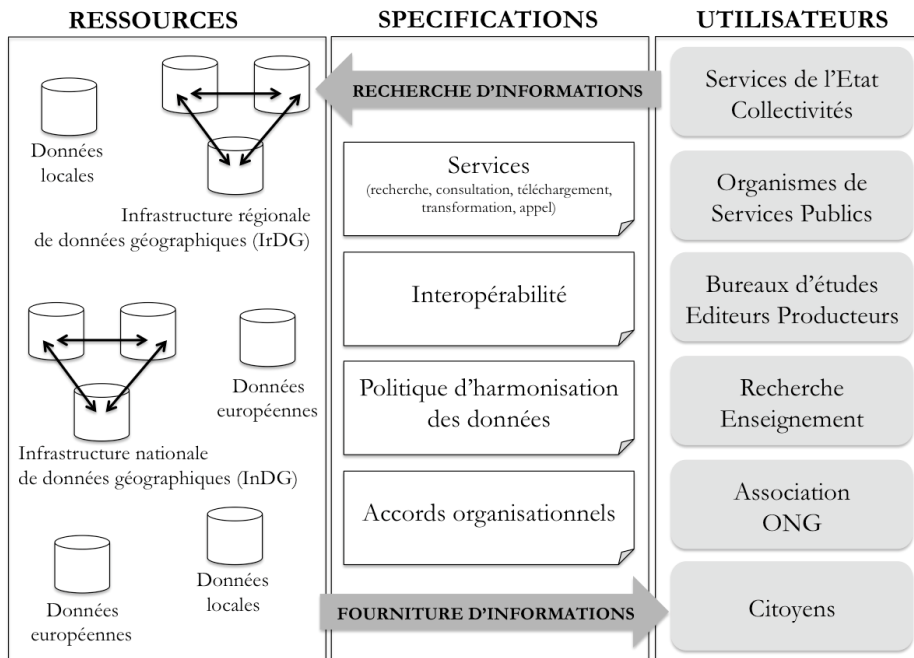 RESSOURCES
SPECIFICATIONS
UTILISATEURS
Données
locales
Infrastructure régionale
de données géographiques (IrDG)
Infrastructure nationale
de données géographiques (InDG)
Données
européennes
Données
européennes
Données
locales
RECHERCHE D'INFORMATIONS
Services
(recherche, consultation, téléchargement,
transformation, appel)
Interopérabilité
Politique d'harmonisation
des données
Accords organisationnels
FOURNITURE D'INFORMATIONS
Services de l'Etat
Collectivités
Organismes de
Services Publics
Bureaux d'études
Editeurs Producteurs
Recherche
Enseignement
Association
ONG
Citoyens